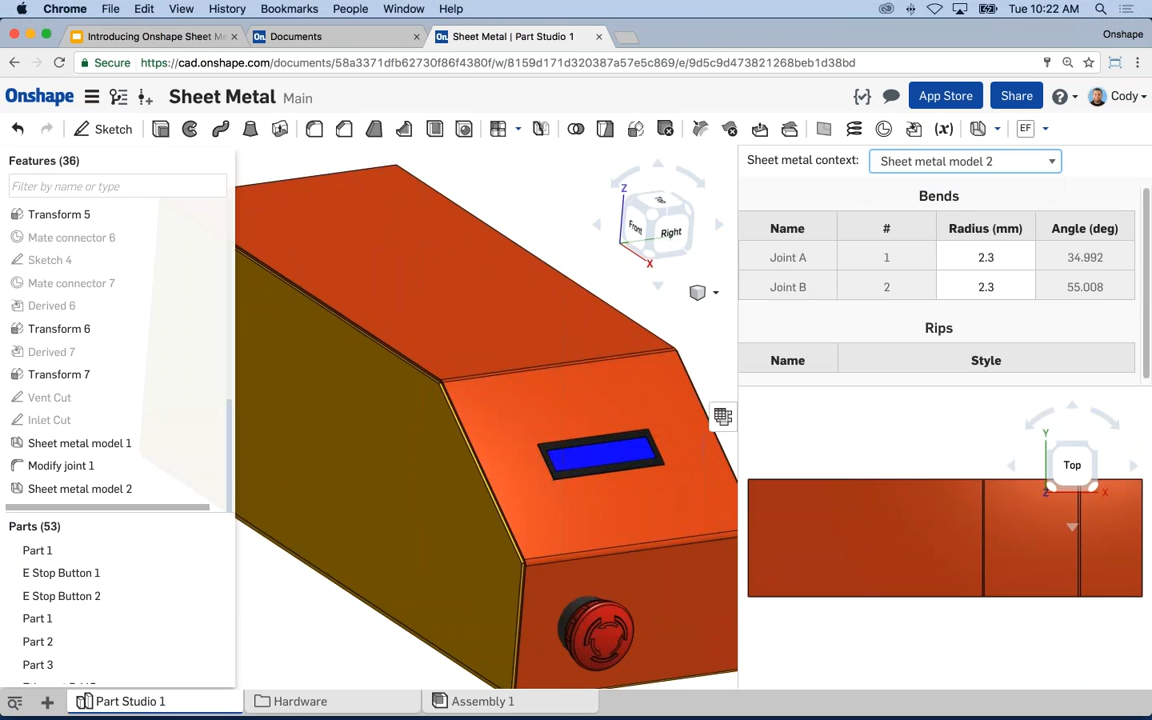 Chrome File Edit View History Bookmarks People Window Help Tue 10:22 AM
Introducing Onshape Sheet Me × On Documents × On Sheet Metal | Part Studio 1 × Onshape
Secure https://cad.onshape.com/documents/58a3371dfb62730f86f4380f/w/8159d171d320387a57e5c869/e/9d5c9d473821268beb1d38bd
Onshape Sheet Metal Main App Store Share ? Cody
Sketch (x) EF
Features (36)
Filter by name or type
Transform 5
Mate connector 6
Sketch 4
Mate connector 7
Derived 6
Transform 6
Derived 7
Transform 7
Vent Cut
Inlet Cut
Sheet metal model 1
Modify joint 1
Sheet metal model 2
Parts (53)
Part 1
E Stop Button 1
E Stop Button 2
Part 1
Part 2
Part 3
Z
Top
Front
Right
X
Sheet metal context: Sheet metal model 2
Bends
Name # Radius (mm) Angle (deg)
Joint A 1 2.3 34.992
Joint B 2 2.3 55.008
Rips
Name Style
Y
Top
Z X
Part Studio 1 Hardware Assembly 1